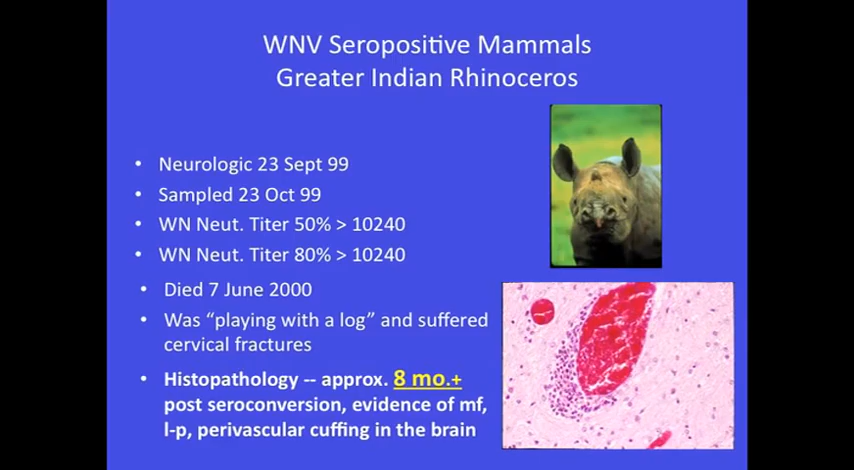 WNV Seropositive Mammals
Greater Indian Rhinoceros
• Neurologic 23 Sept 99
• Sampled 23 Oct 99
• WN Neut. Titer 50% > 10240
• WN Neut. Titer 80% > 10240
• Died 7 June 2000
• Was “playing with a log” and suffered
cervical fractures
• Histopathology -- approx. 8 mo.+
post seroconversion, evidence of mf,
l-p, perivascular cuffing in the brain